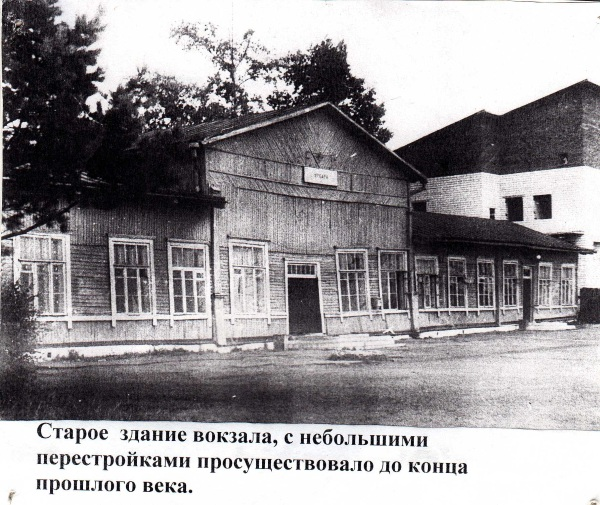 Старое здание вокзала, с небольшими
перестройками просуществовало до конца
прошлого века.